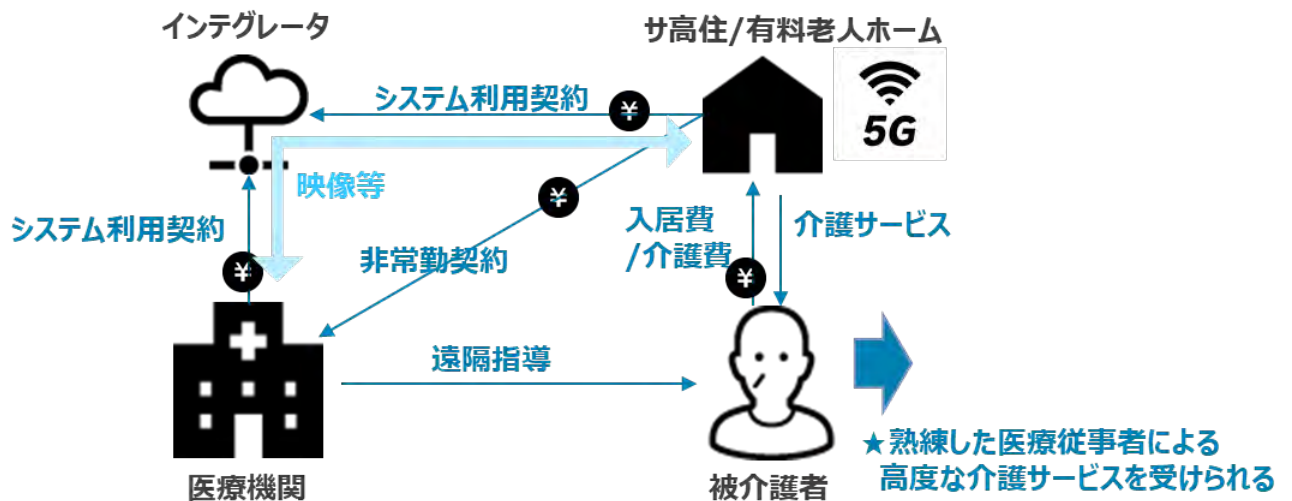 インテグレータ
サ高住/有料老人ホーム
5G
システム利用契約
¥
映像等
¥
システム利用契約
¥
非常勤契約
入居費
/介護費
¥
介護サービス
遠隔指導
★熟練した医療従事者による
高度な介護サービスを受けられる
医療機関
被介護者